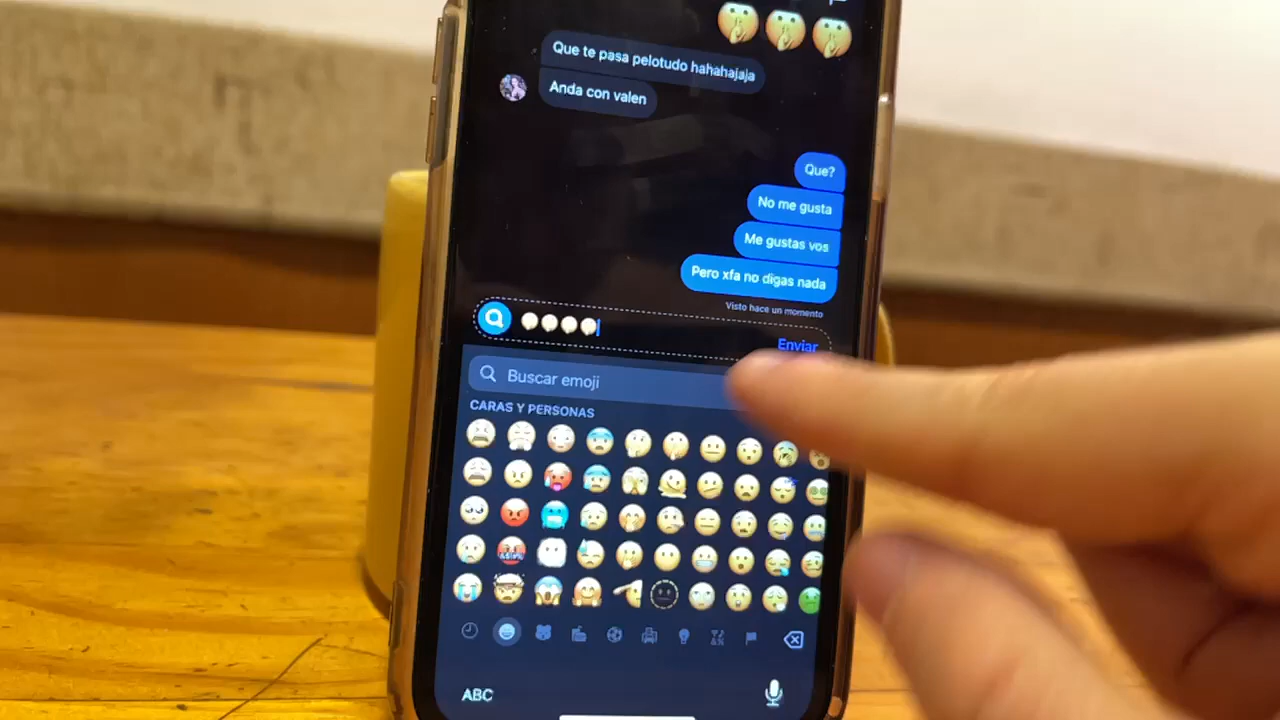 Que te pasa pelotudo hahahajaja
Anda con valen
Que?
No me gusta
Me gustas vos
Pero xfa no digas nada
Visto hace un momento
Enviar
Buscar emoji
CARAS Y PERSONAS
ABC